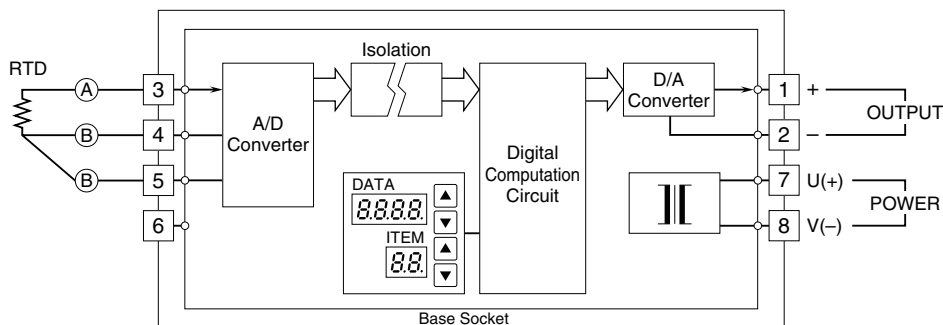 Isolation
RTD
A
3
A/D
Converter
D/A
Converter
1
+
OUTPUT
B
4
2
–
B
5
Digital
Computation
Circuit
DATA
8.8.8.8.
7
U(+)
POWER
6
ITEM
8.8.
8
V(–)
Base Socket